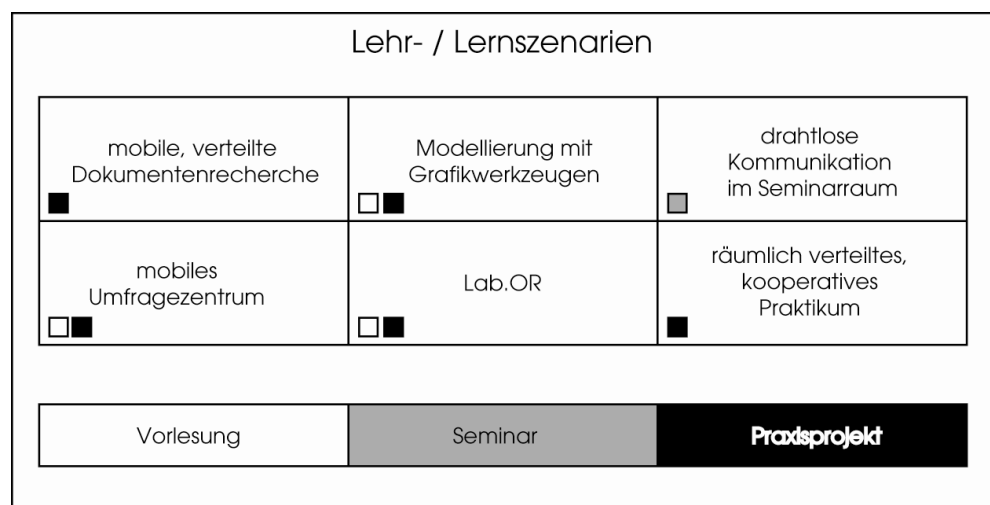 Lehr- / Lernszenarien
mobile, verteilte
Dokumentenrecherche
Modellierung mit
Grafikwerkzeugen
drahtlose
Kommunikation
im Seminarraum
mobiles
Umfragezentrum
Lab.OR
räumlich verteiltes,
kooperatives
Praktikum
Vorlesung
Seminar
Praxisprojekt